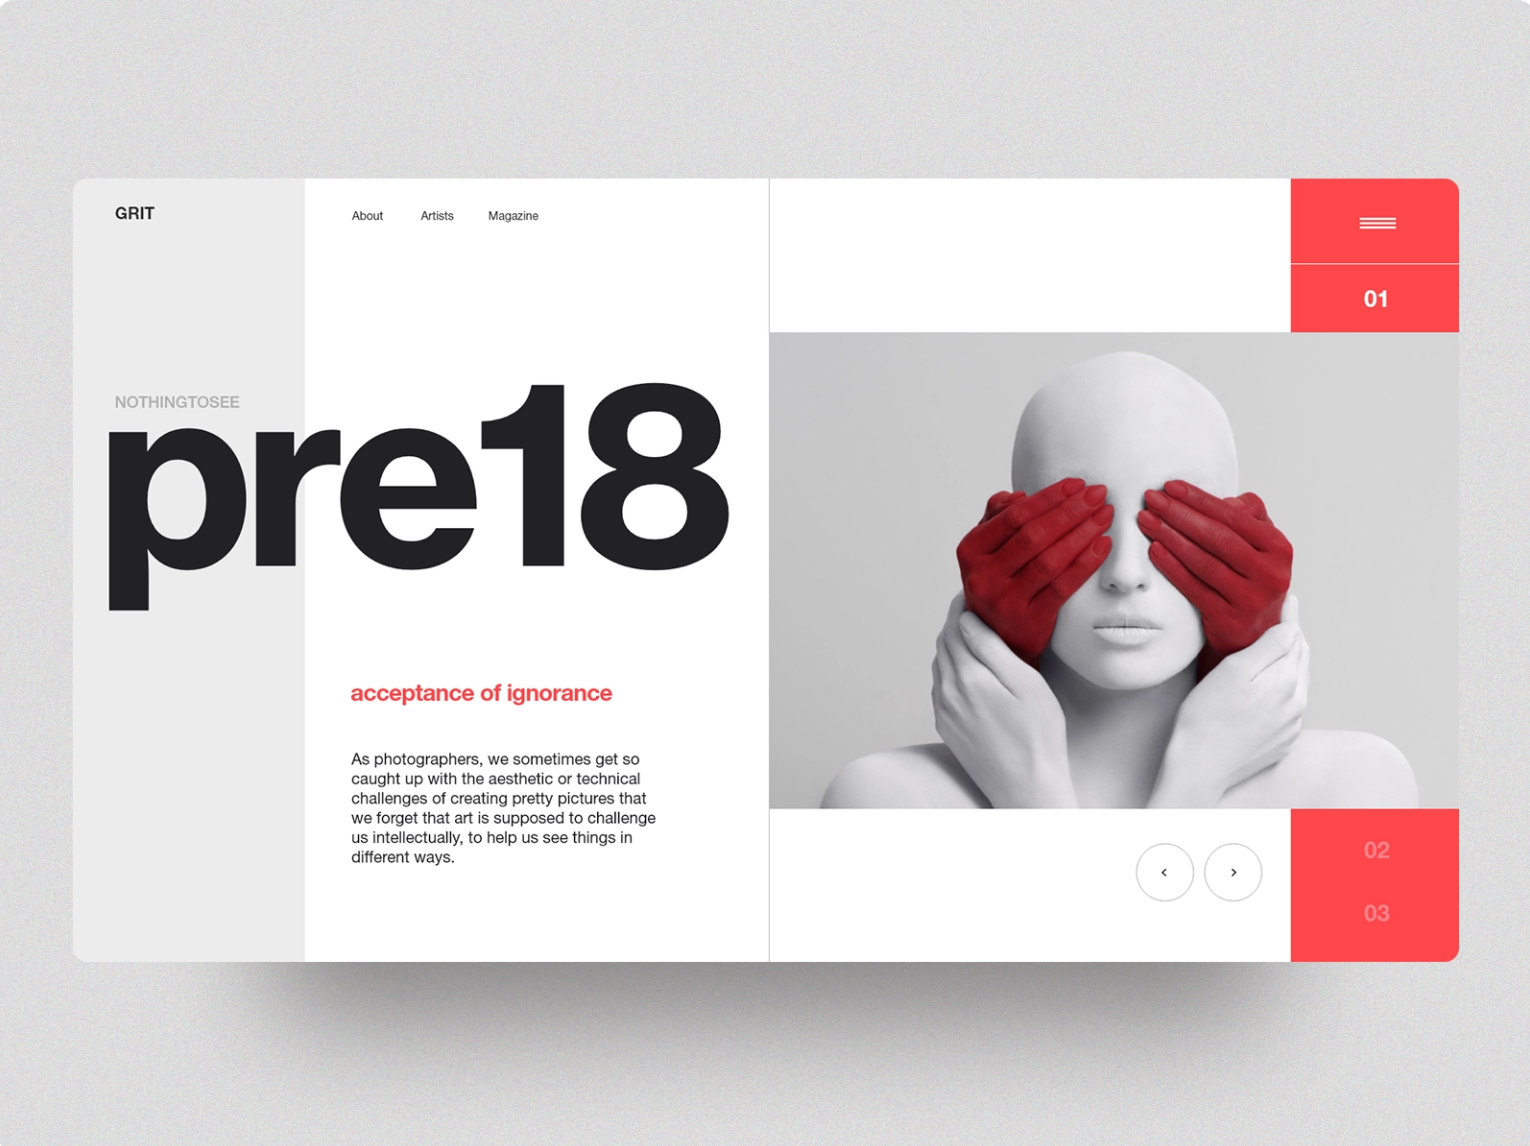 GRIT
About Artists Magazine
01
NOTHINGTOSEE
pre18
acceptance of ignorance
As photographers, we sometimes get so
caught up with the aesthetic or technical
challenges of creating pretty pictures that
we forget that art is supposed to challenge
us intellectually, to help us see things in
different ways.
02
03